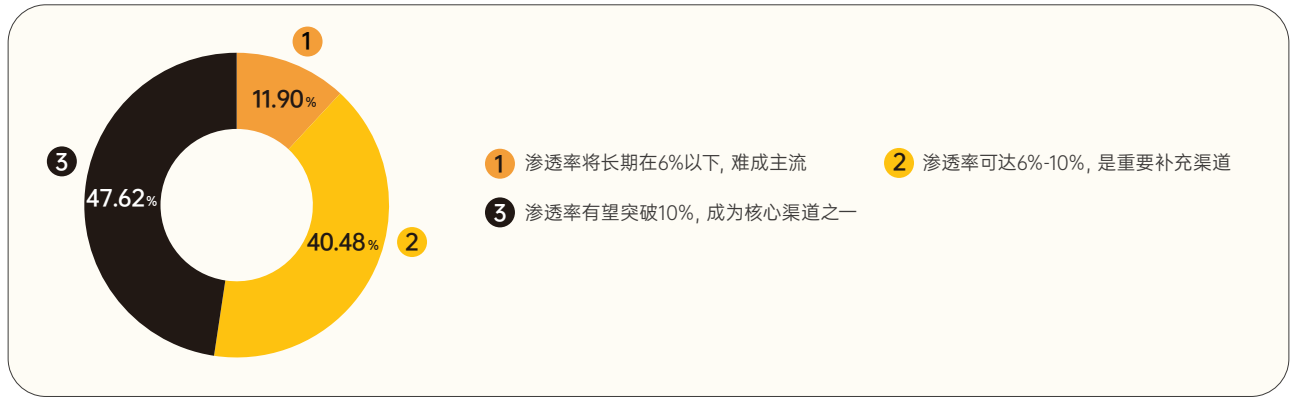 1
11.90%
3
47.62%
40.48%
2
1 渗透率将长期在6%以下, 难成主流
2 渗透率可达6%-10%, 是重要补充渠道
3 渗透率有望突破10%, 成为核心渠道之一